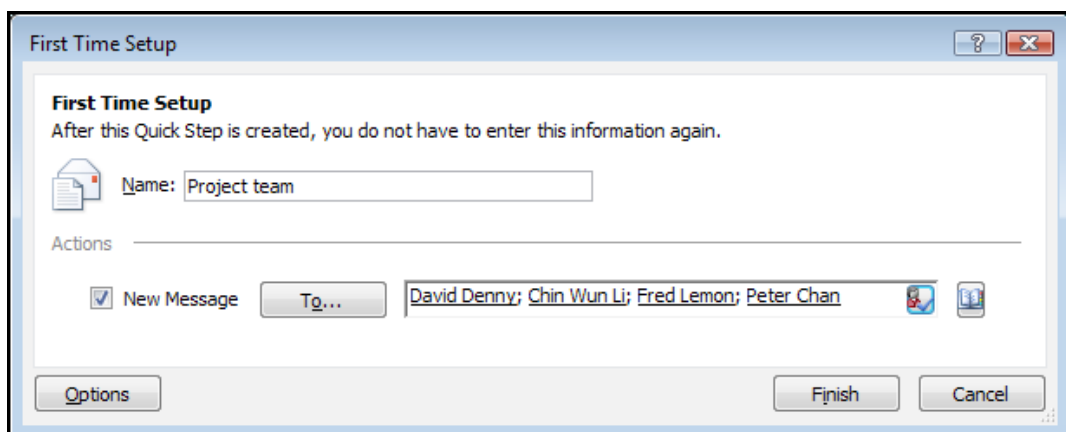 First Time Setup
First Time Setup
After this Quick Step is created, you do not have to enter this information again.
Name: Project team
Actions
New Message To... David Denny; Chin Wun Li; Fred Lemon; Peter Chan
Options Finish Cancel